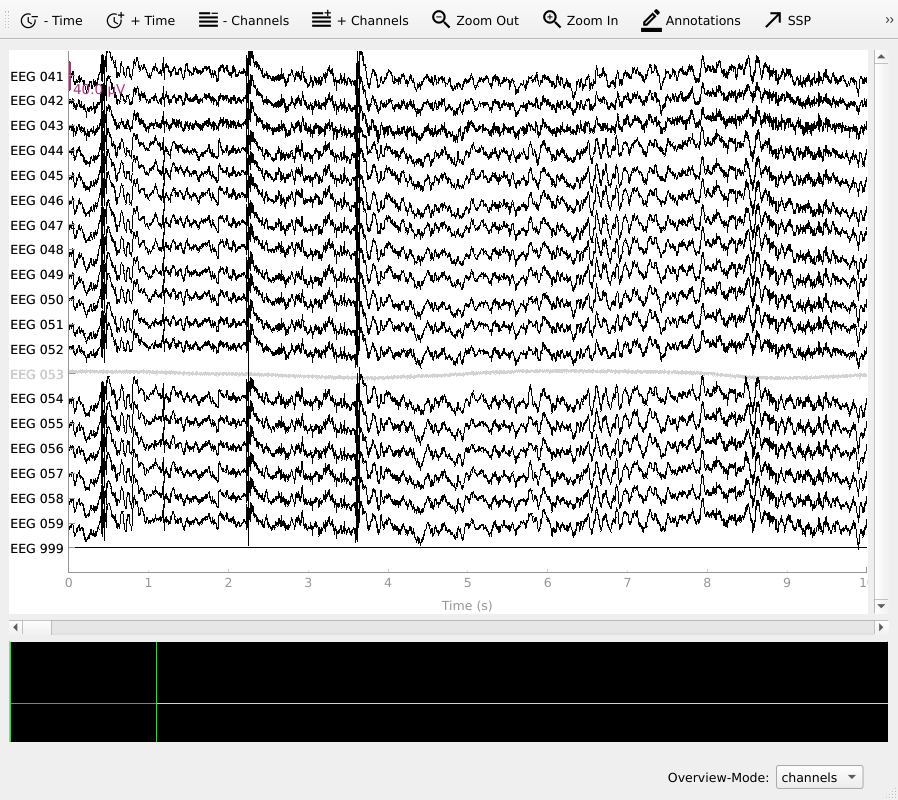 - Time + Time - Channels + Channels Zoom Out Zoom In Annotations SSP »
EEG 041
40.0 µV
EEG 042
EEG 043
EEG 044
EEG 045
EEG 046
EEG 047
EEG 048
EEG 049
EEG 050
EEG 051
EEG 052
EEG 053
EEG 054
EEG 055
EEG 056
EEG 057
EEG 058
EEG 059
EEG 999
0 1 2 3 4 5 6 7 8 9 1
Time (s)
Overview-Mode: channels